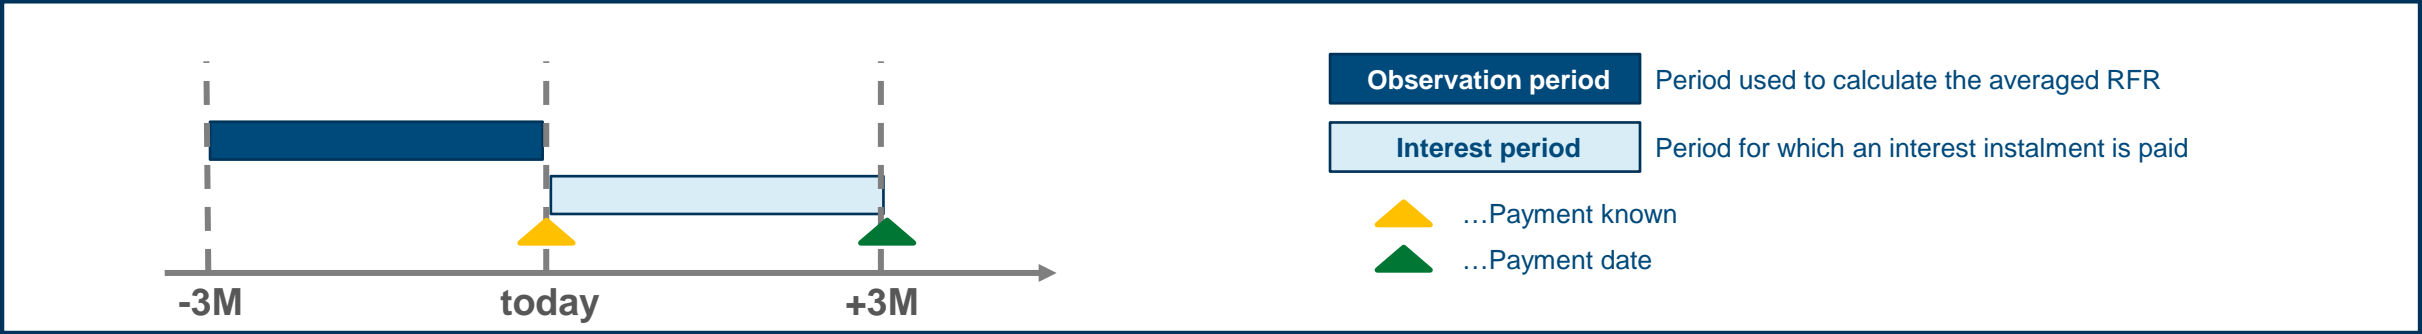 -3M
today
+3M
Observation period
Period used to calculate the averaged RFR
Interest period
Period for which an interest instalment is paid
…Payment known
…Payment date